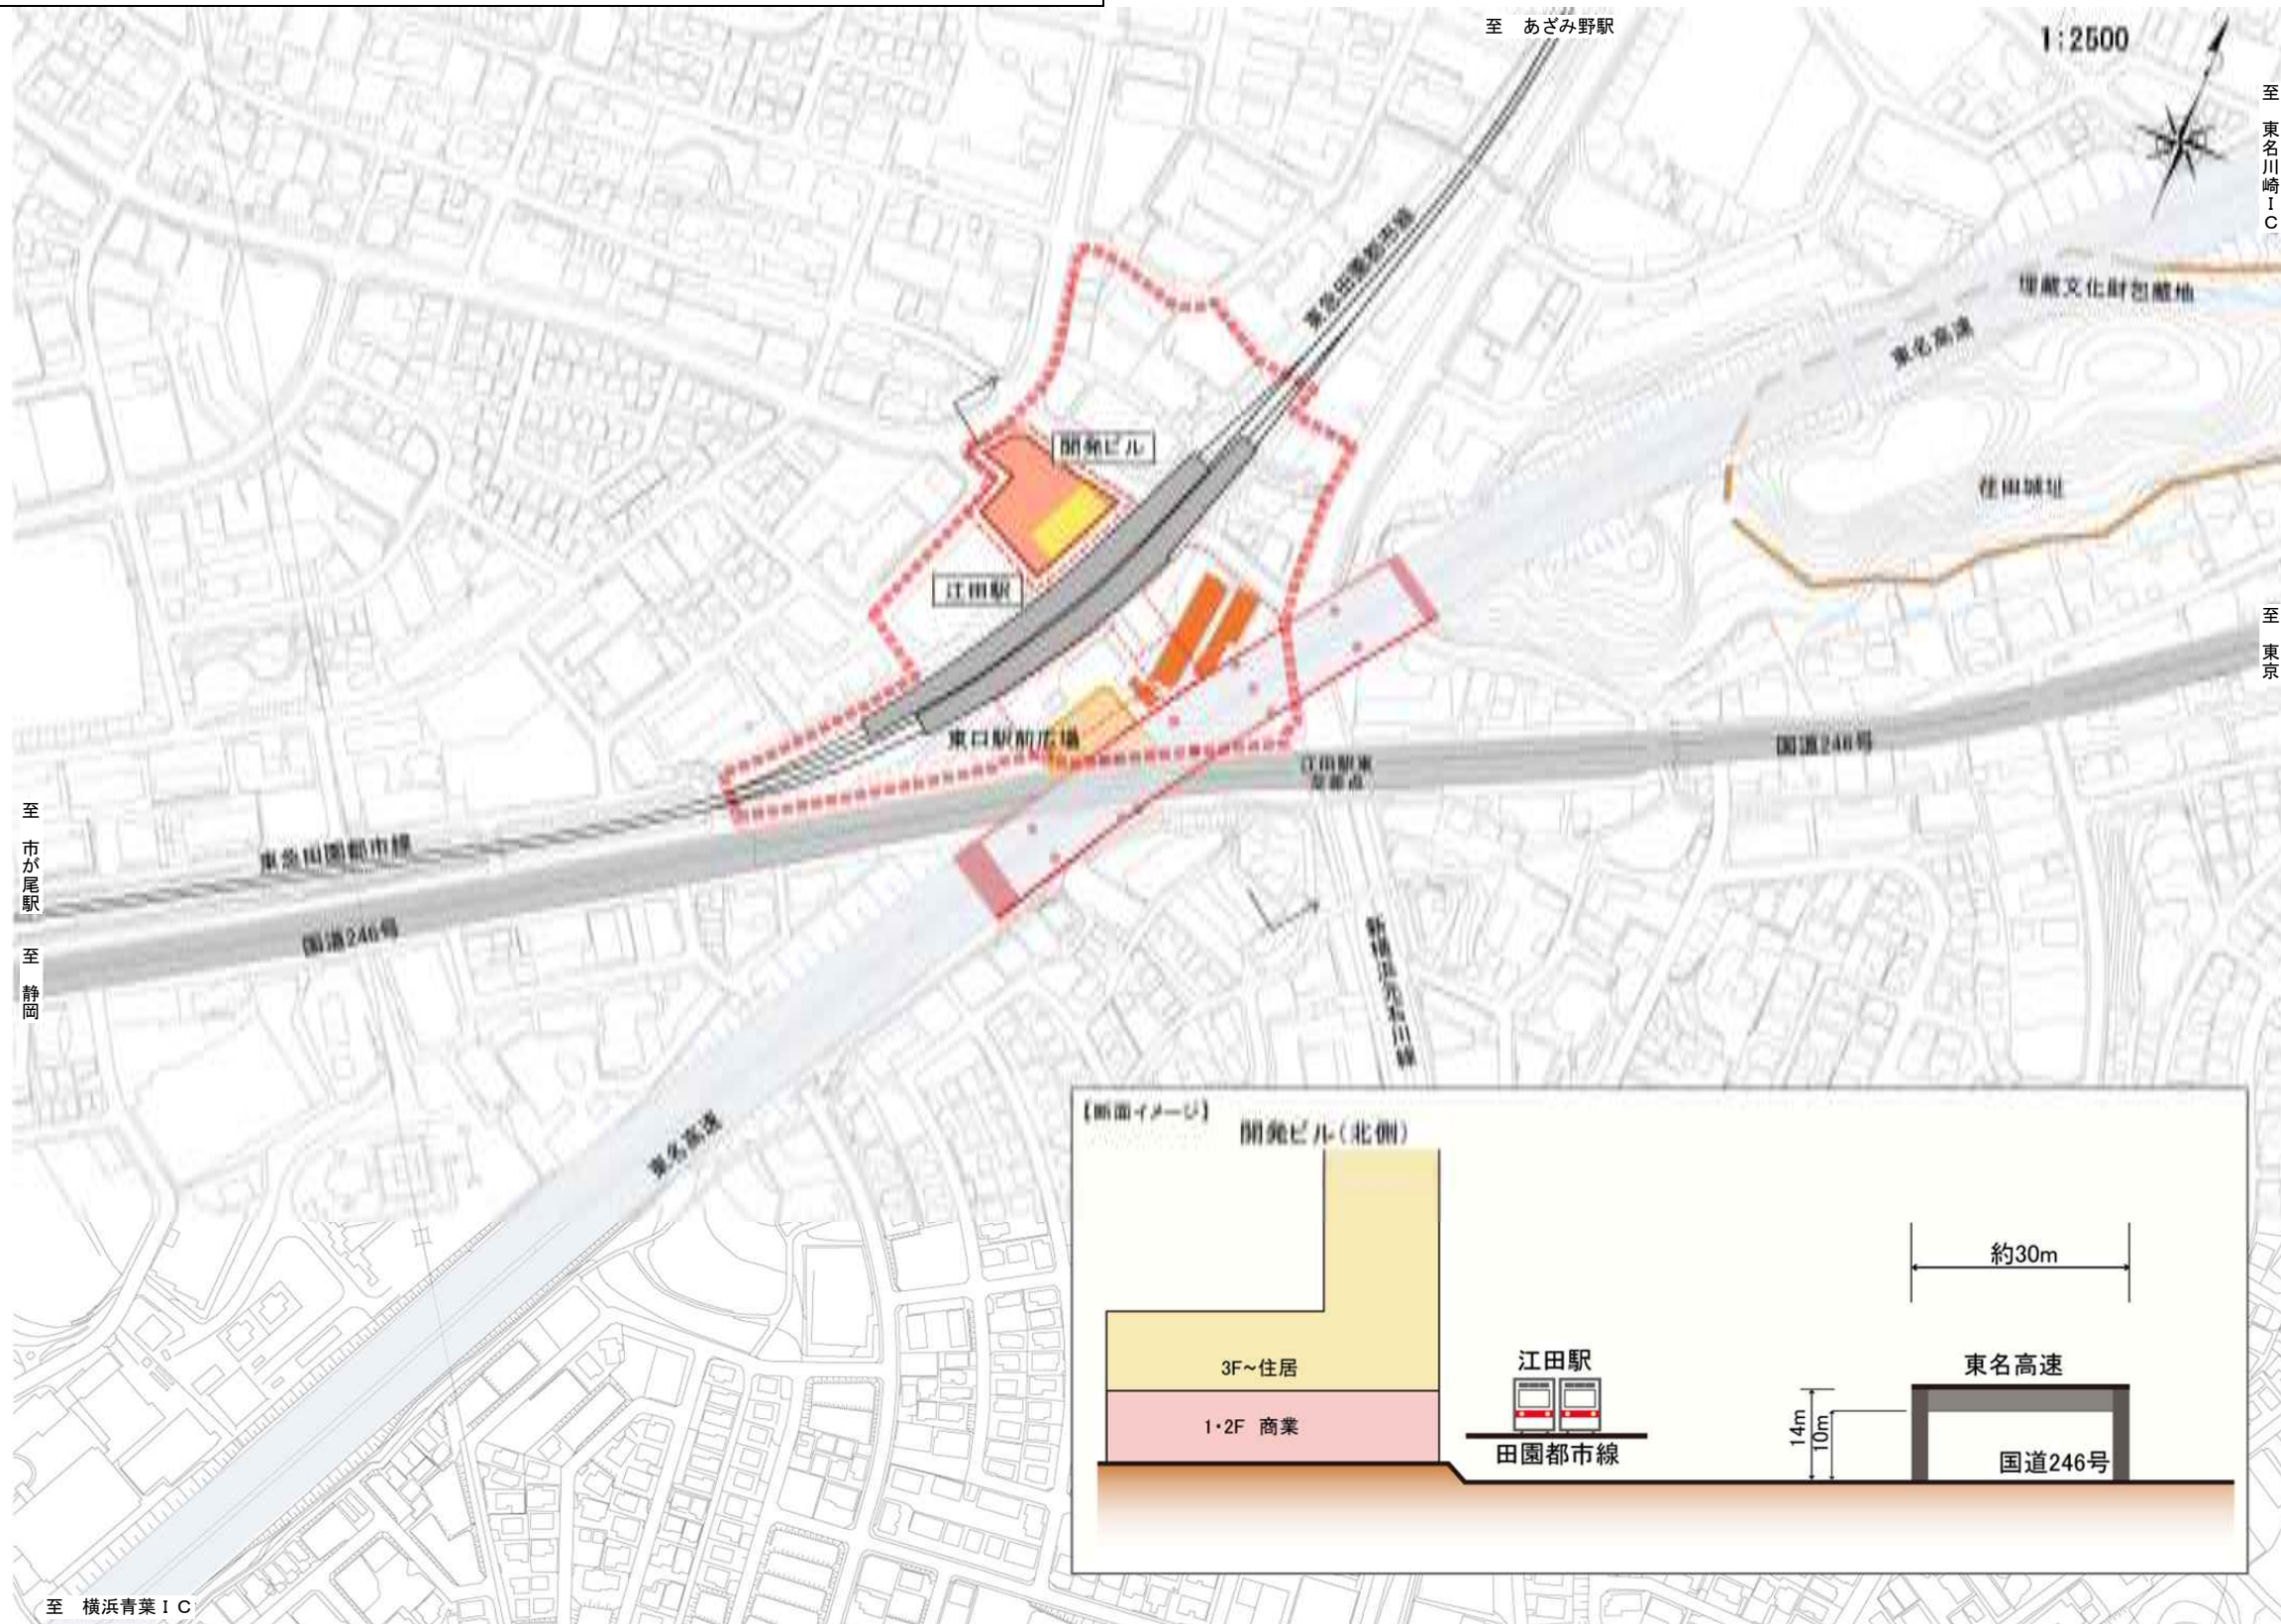 至　あざみ野駅
1:2500
至　東名川崎ＩＣ
東急田園都市線
埋蔵文化財包蔵地
東名高速
開発ビル
荏田城址
江田駅
至　東京
東口駅前広場
国道246号
江田駅東
交差点
至　市が尾駅
東急田園都市線
国道246号
至　静岡
新横浜元石川線
東名高速
【断面イメージ】
開発ビル（北側）
約30m
3F~住居
江田駅
東名高速
1・2F 商業
14m
10m
田園都市線
国道246号
至　横浜青葉ＩＣ